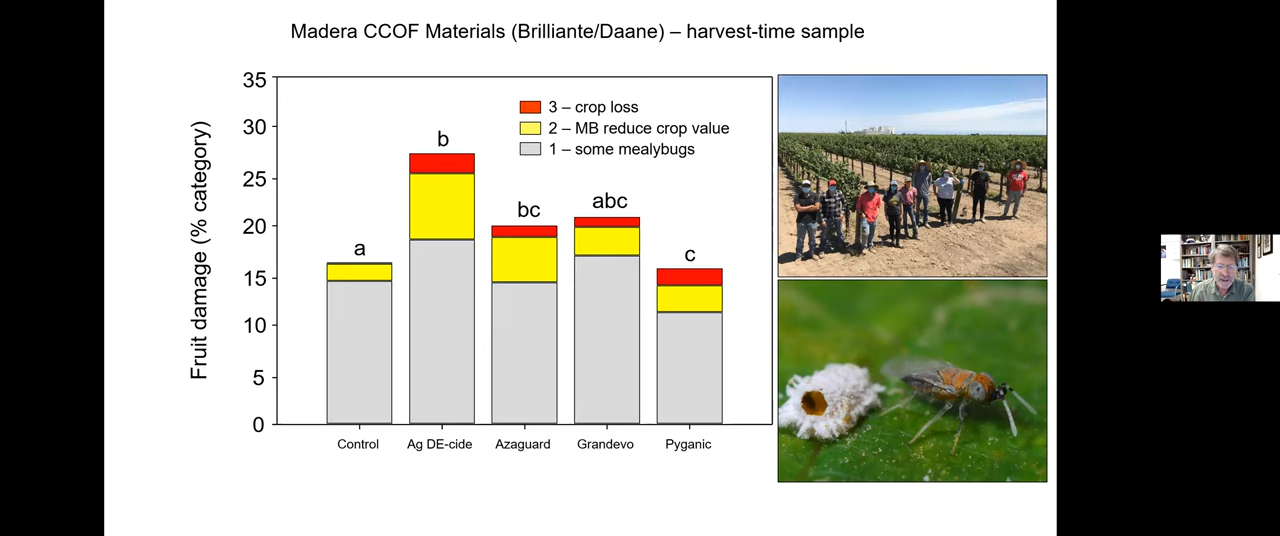 Madera CCOF Materials (Brilliante/Daane) – harvest-time sample
Fruit damage (% category)
35
30
25
20
15
10
5
0
3 – crop loss
2 – MB reduce crop value
1 – some mealybugs
a
b
bc
abc
c
Control
Ag DE-cide
Azaguard
Grandevo
Pyganic